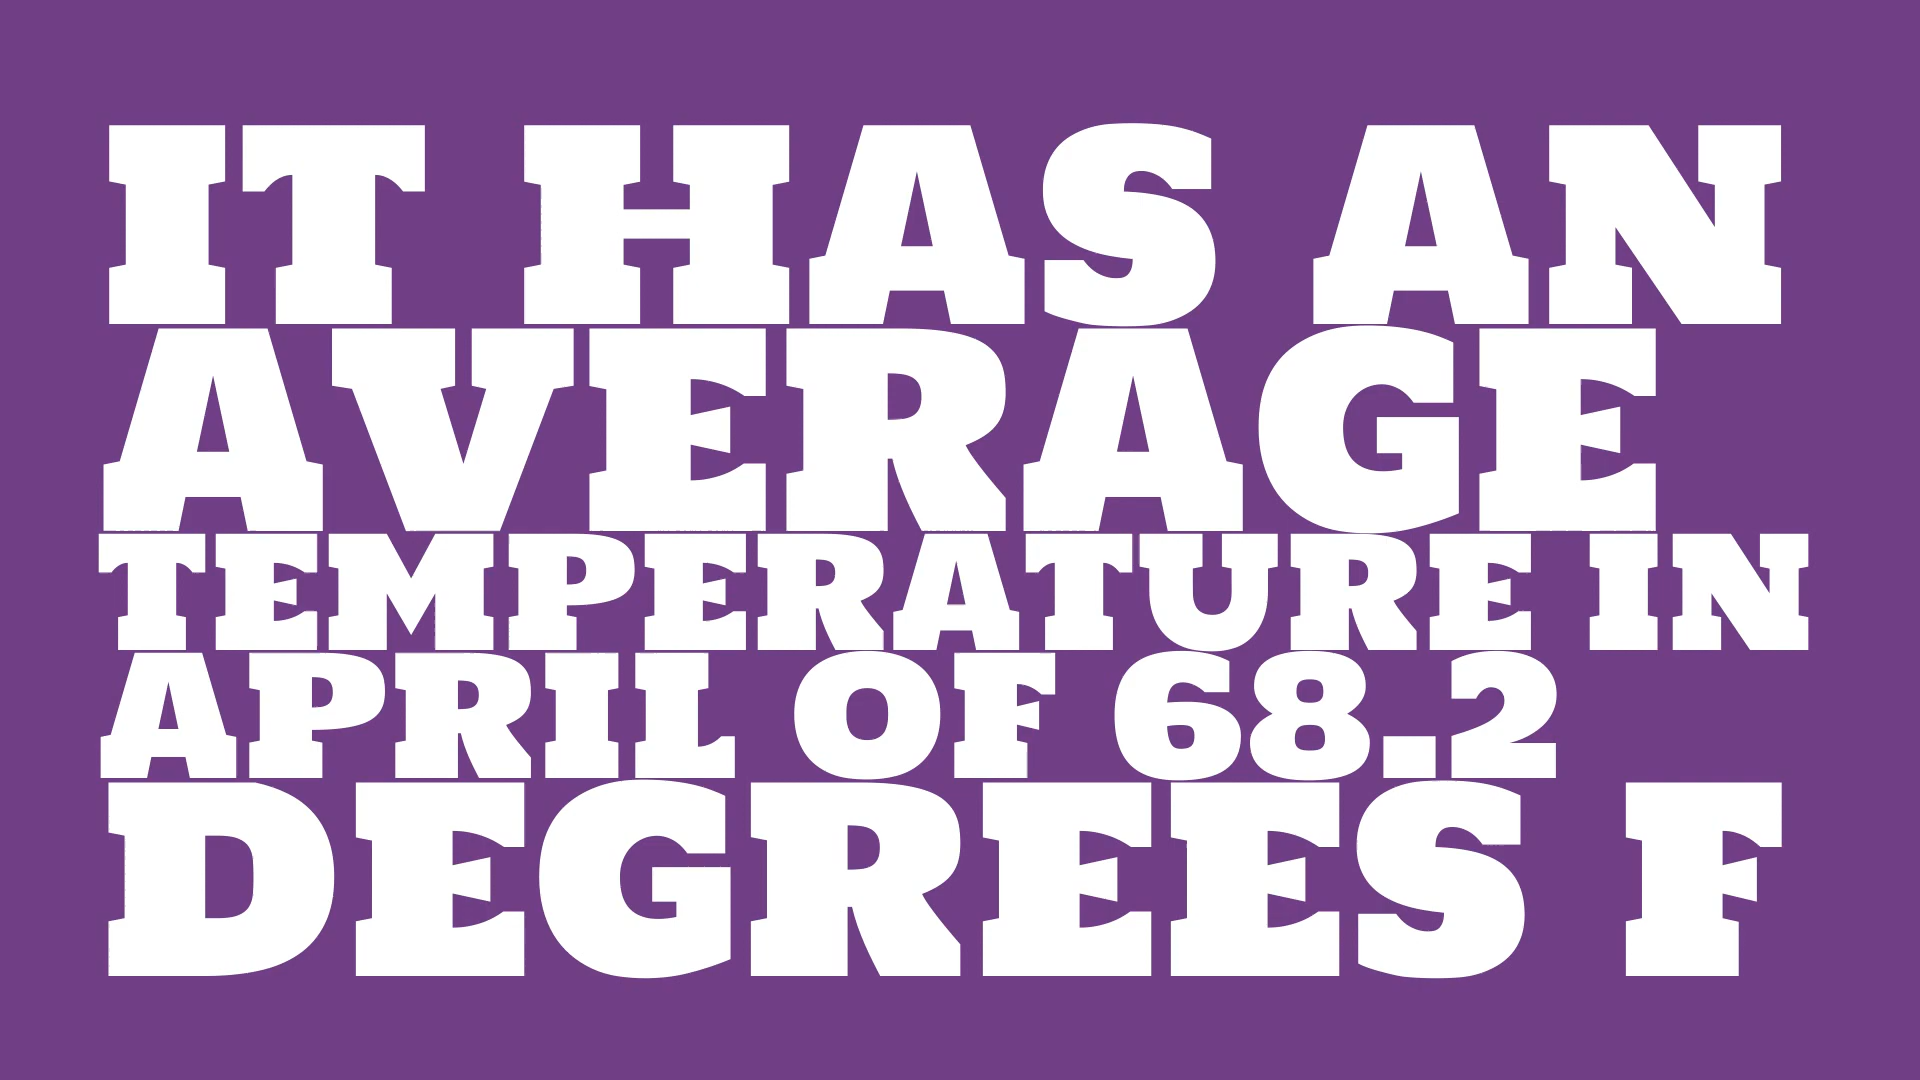 IT HAS AN
AVERAGE
TEMPERATURE IN
APRIL OF 68.2
DEGREES F